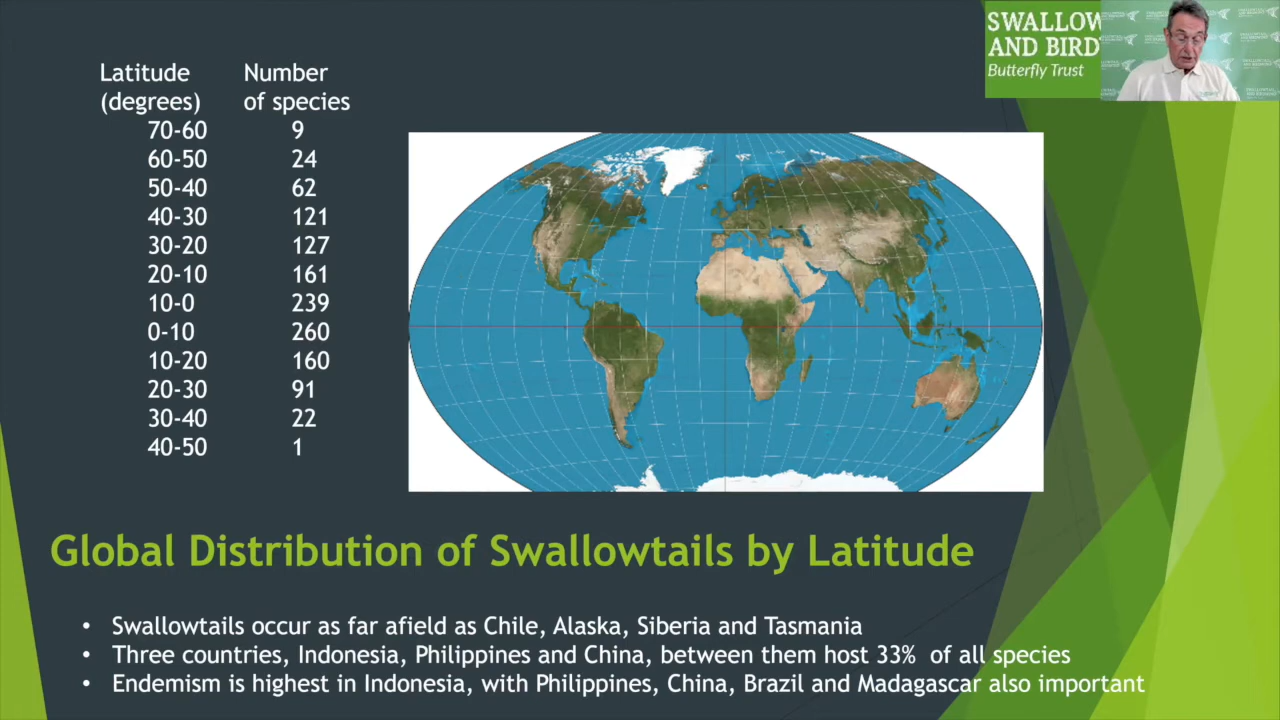 SWALLOW
AND BIRD
Butterfly Trust
Latitude Number
(degrees) of species
70-60 9
60-50 24
50-40 62
40-30 121
30-20 127
20-10 161
10-0 239
0-10 260
10-20 160
20-30 91
30-40 22
40-50 1
Global Distribution of Swallowtails by Latitude
• Swallowtails occur as far afield as Chile, Alaska, Siberia and Tasmania
• Three countries, Indonesia, Philippines and China, between them host 33% of all species
• Endemism is highest in Indonesia, with Philippines, China, Brazil and Madagascar also important